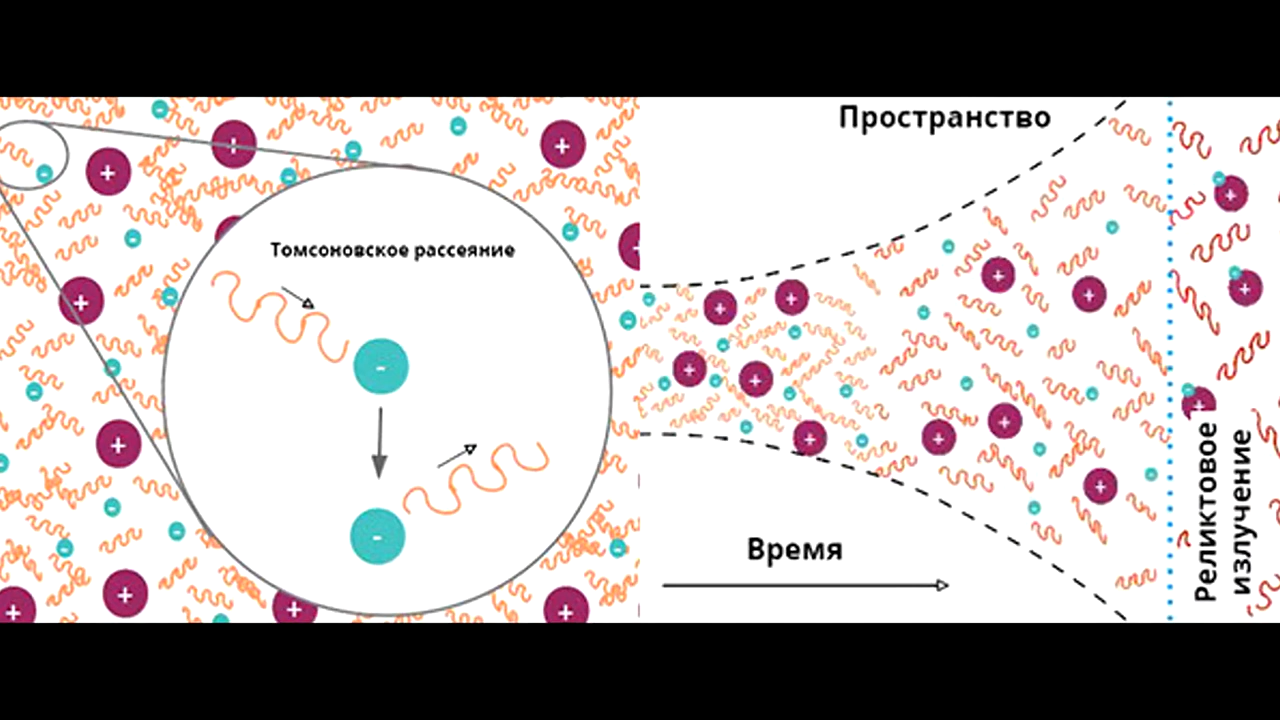 Томсоновское рассеяние
Пространство
Время
Реликтовое
излучение